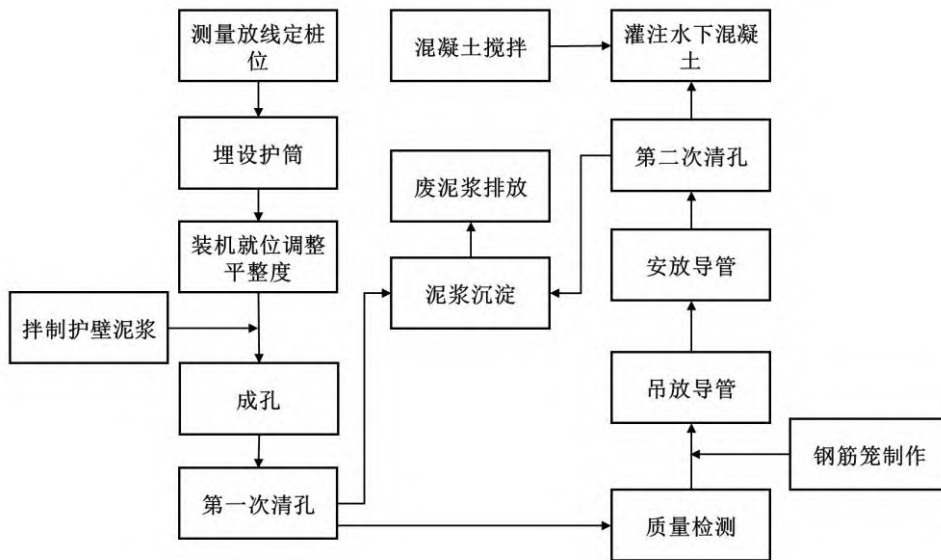 测量放线定桩
位
混凝土搅拌
灌注水下混凝
土
埋设护筒
第二次清孔
废泥浆排放
装机就位调整
平整度
安放导管
泥浆沉淀
拌制护壁泥浆
成孔
吊放导管
钢筋笼制作
第一次清孔
质量检测